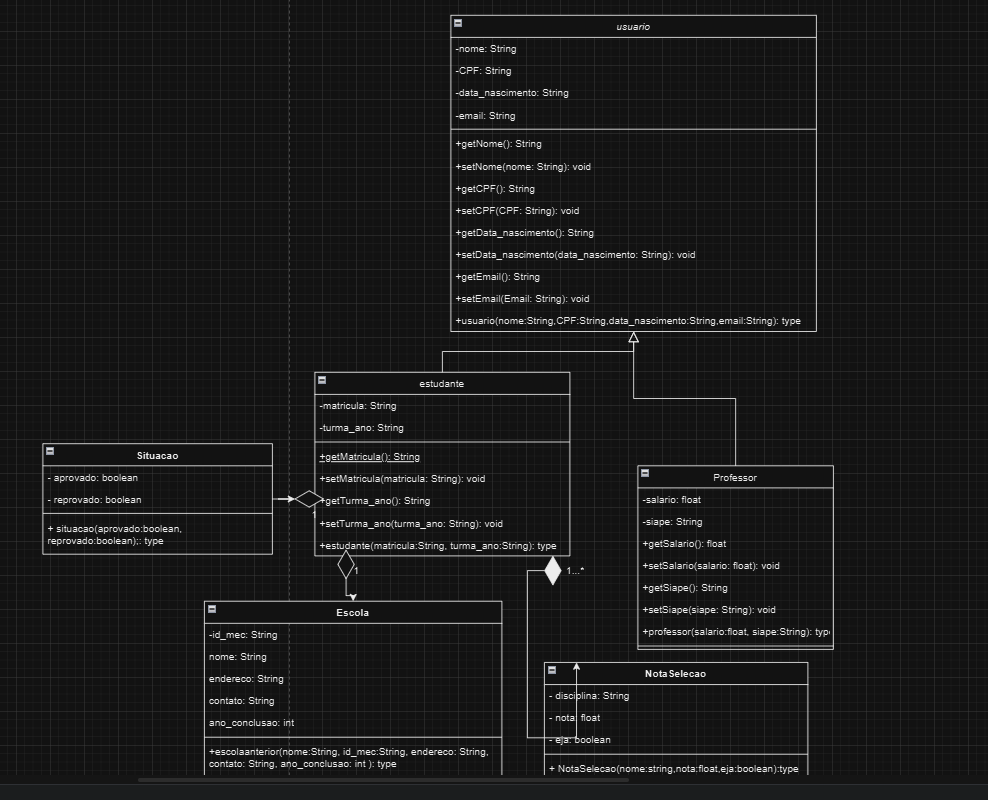 usuario
-nome: String
-CPF: String
-data_nascimento: String
-email: String
+getNome(): String
+setNome(nome: String): void
+getCPF(): String
+setCPF(CPF: String): void
+getData_nascimento(): String
+setData_nascimento(data_nascimento: String): void
+getEmail(): String
+setEmail(Email: String): void
+usuario(nome:String,CPF:String,data_nascimento:String,email:String): type
estudante
-matricula: String
-turma_ano: String
+getMatricula(): String
+setMatricula(matricula: String): void
+getTurma_ano(): String
+setTurma_ano(turma_ano: String): void
+estudante(matricula:String, turma_ano:String): type
Situacao
- aprovado: boolean
- reprovado: boolean
+ situacao(aprovado:boolean,
reprovado:boolean);: type
1
Professor
-salario: float
-siape: String
+getSalario(): float
+setSalario(salario: float): void
+getSiape(): String
+setSiape(siape: String): void
+professor(salario:float, siape:String): type
1
1...*
Escola
-id_mec: String
nome: String
endereco: String
contato: String
ano_conclusao: int
+escolaanterior(nome:String, id_mec:String, endereco: String,
contato: String, ano_conclusao: int ): type
NotaSelecao
- disciplina: String
- nota: float
- eja: boolean
+ NotaSelecao(nome:string,nota:float,eja:boolean):type